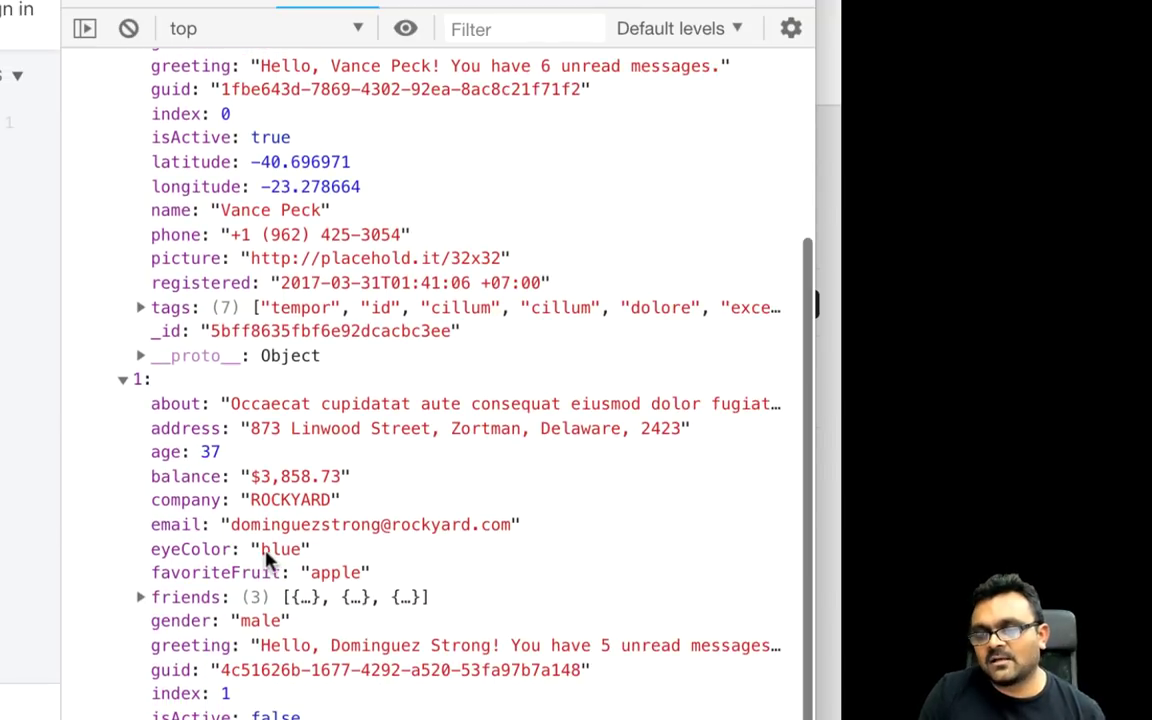 n in
top
Filter
Default levels
s
1
greeting: "Hello, Vance Peck! You have 6 unread messages."
guid: "1fbe643d-7869-4302-92ea-8ac8c21f71f2"
index: 0
isActive: true
latitude: -40.696971
longitude: -23.278664
name: "Vance Peck"
phone: "+1 (962) 425-3054"
picture: "http://placehold.it/32x32"
registered: "2017-03-31T01:41:06 +07:00"
tags: (7) ["tempor", "id", "cillum", "cillum", "dolore", "exce…
_id: "5bff8635fbf6e92dcacbc3ee"
__proto__: Object
1:
about: "Occaecat cupidatat aute consequat eiusmod dolor fugiat…
address: "873 Linwood Street, Zortman, Delaware, 2423"
age: 37
balance: "$3,858.73"
company: "ROCKYARD"
email: "dominguezstrong@rockyard.com"
eyeColor: "blue"
favoriteFruit: "apple"
friends: (3) [{…}, {…}, {…}]
gender: "male"
greeting: "Hello, Dominguez Strong! You have 5 unread messages…
guid: "4c51626b-1677-4292-a520-53fa97b7a148"
index: 1
isActive: false